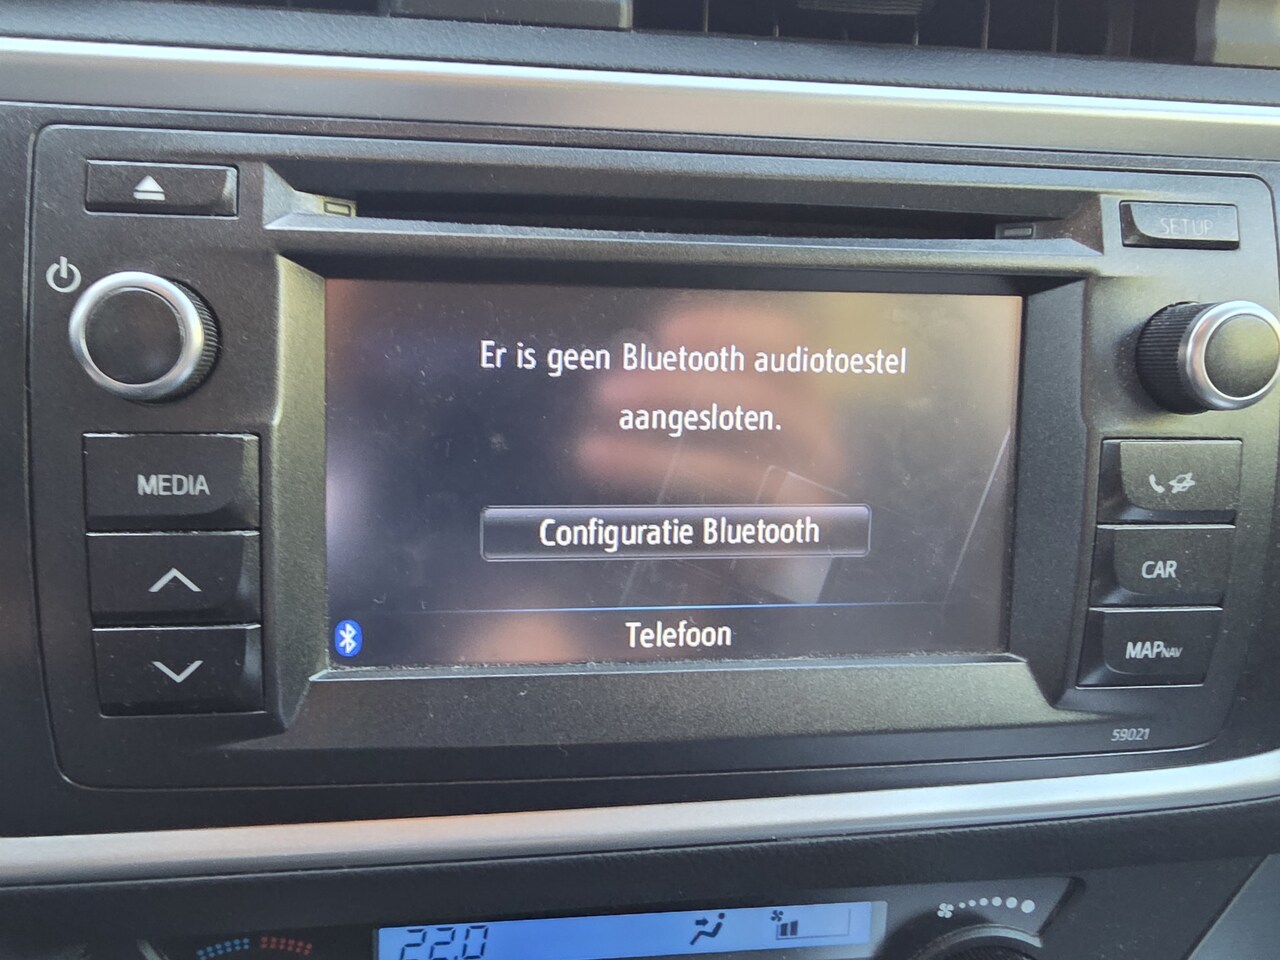 SETUP
Er is geen Bluetooth audiotoestel
aangesloten.
MEDIA
Configuratie Bluetooth
CAR
Telefoon
MAPNAV
59021
22.0